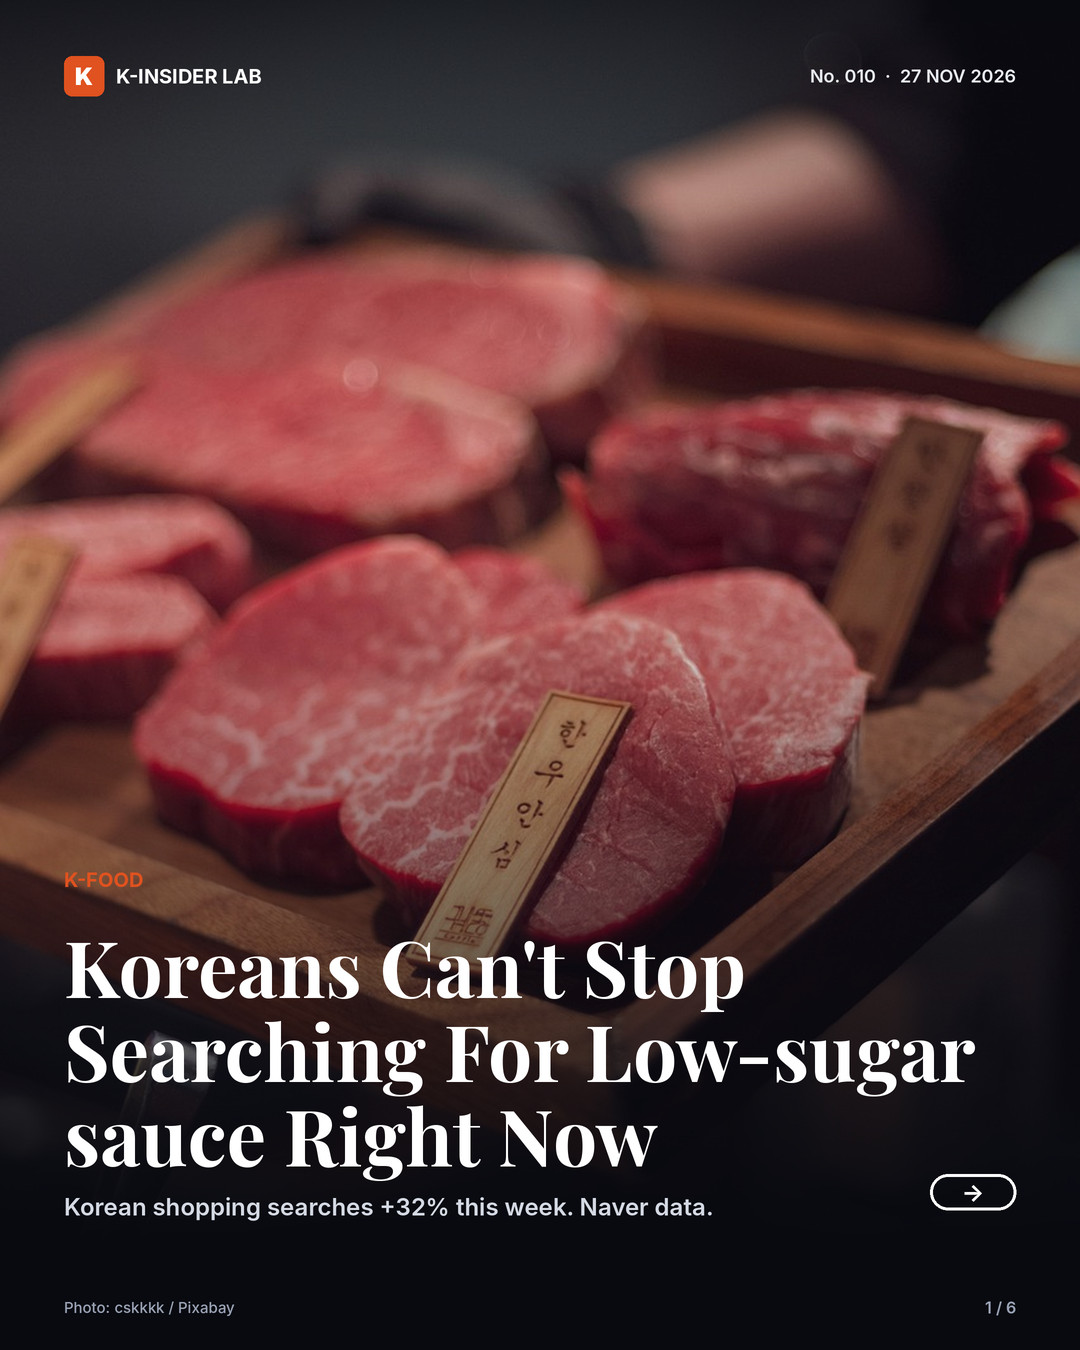 K
K-INSIDER LAB
No. 010 · 27 NOV 2026
한우안심
K-FOOD
Koreans Can't Stop
Searching For Low-sugar
sauce Right Now
Korean shopping searches +32% this week. Naver data.
→
Photo: cskkkk / Pixabay
1 / 6